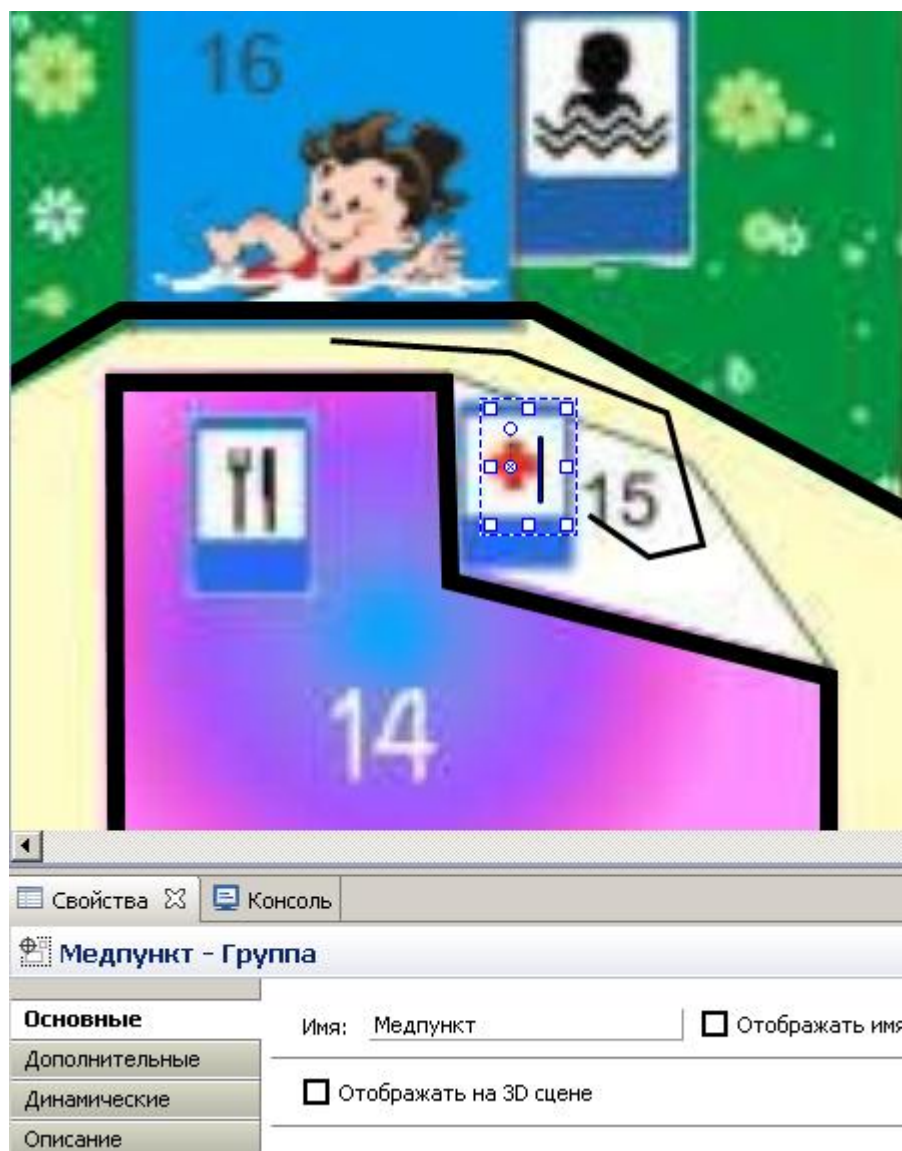 16
15
14
Свойства Консоль
Медпункт - Группа
Основные
Имя: Медпункт Отображать имя
Дополнительные
Отображать на 3D сцене
Динамические
Описание